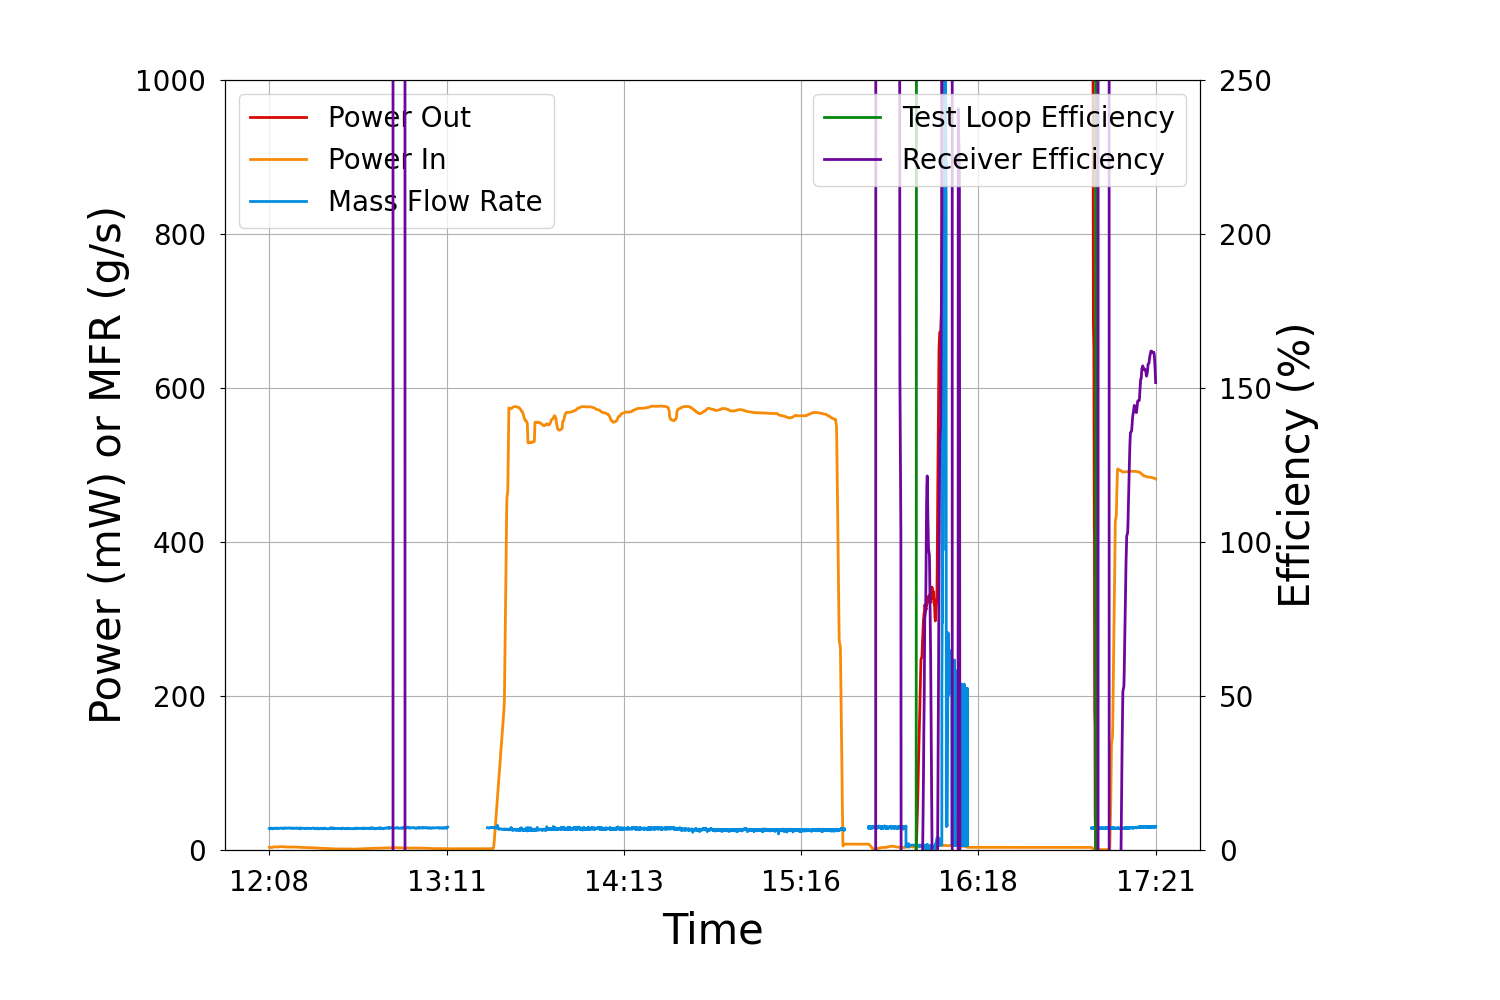 1000
800
600
400
200
0
Power (mW) or MFR (g/s)
Power Out
Power In
Mass Flow Rate
Test Loop Efficiency
Receiver Efficiency
250
200
150
100
50
0
Efficiency (%)
12:08 13:11 14:13 15:16 16:18 17:21
Time